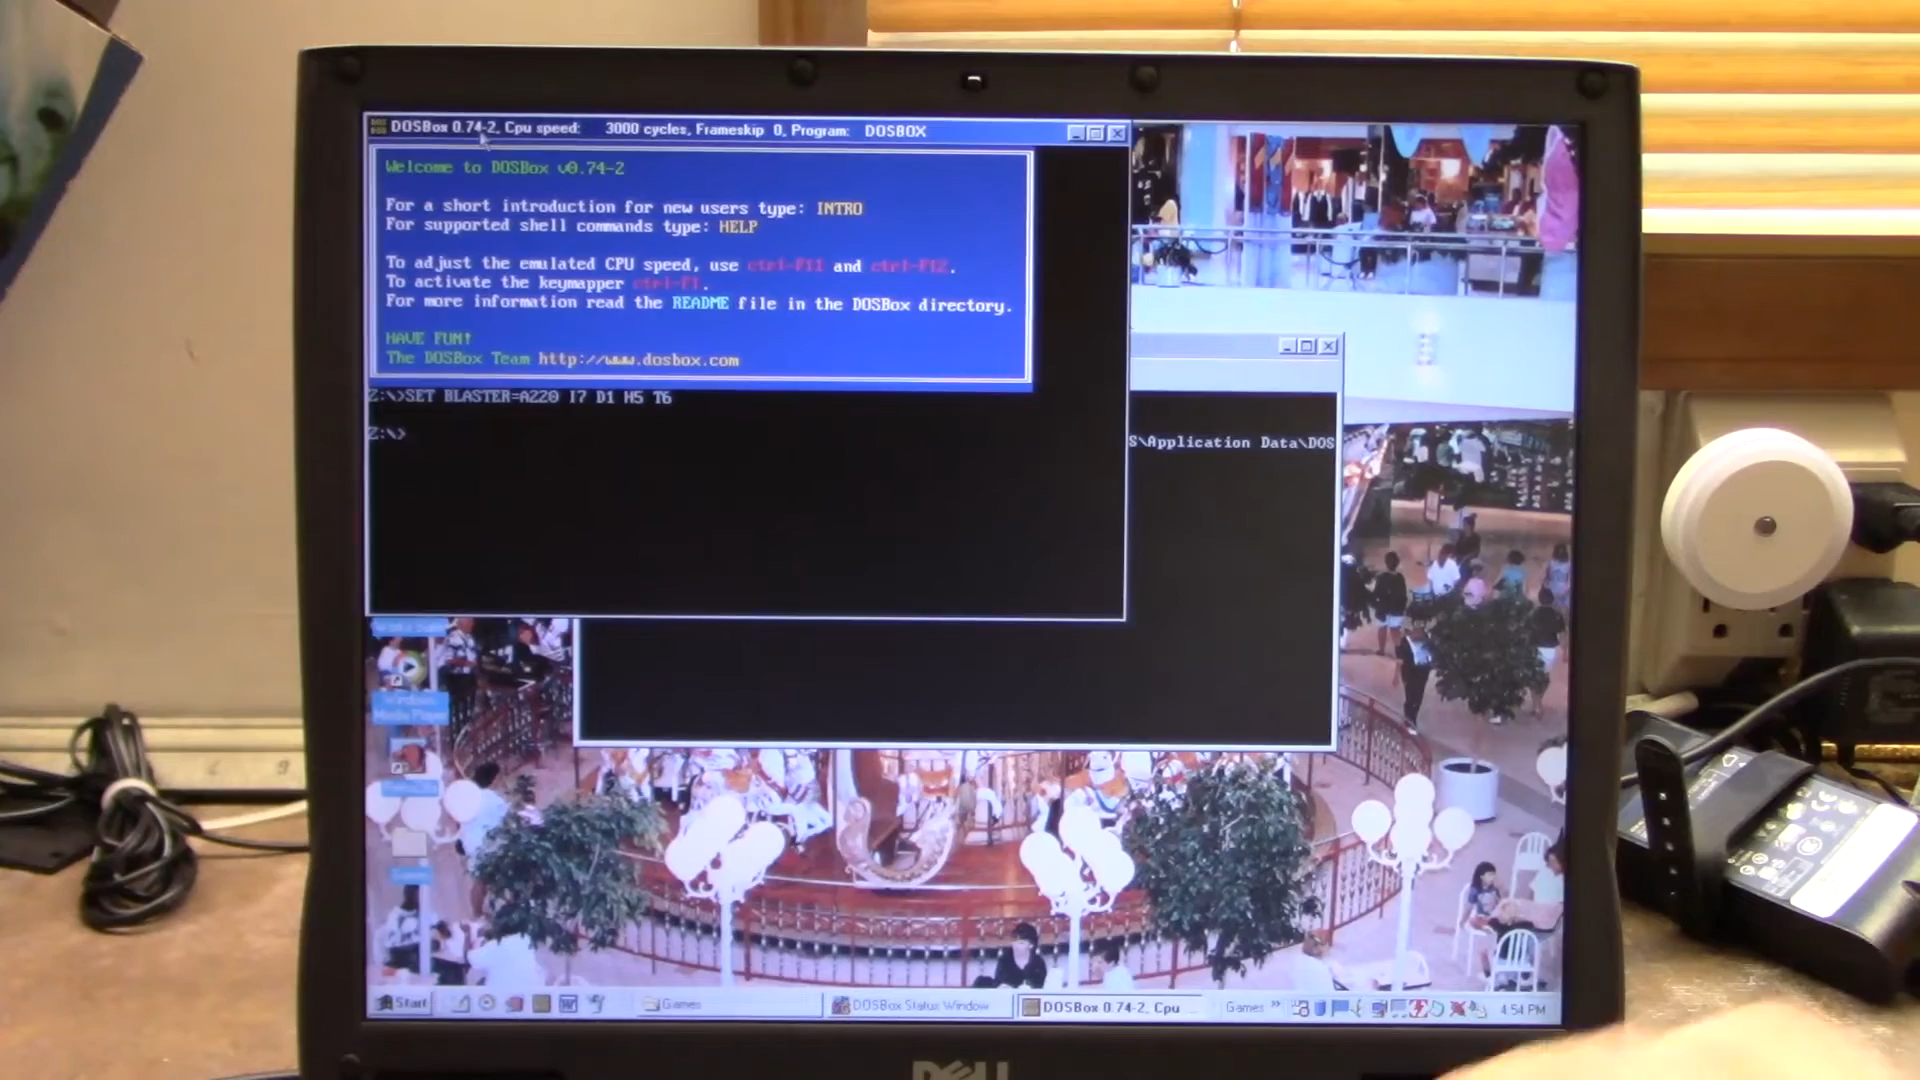 DOSBox 0.74-2, Cpu speed: 3000 cycles, Frameskip 0, Program: DOSBOX
Welcome to DOSBox v0.74-2
For a short introduction for new users type: INTRO
For supported shell commands type: HELP
To adjust the emulated CPU speed, use ctrl-F11 and ctrl-F12.
To activate the keymapper ctrl-F1.
For more information read the README file in the DOSBox directory.
HAVE FUN!
The DOSBox Team http://www.dosbox.com
Z:\>SET BLASTER=A220 I7 D1 H5 T6
Z:\>
S\Application Data\DOS
Windows
Media Player
Games
Start
Games
DOSBox Status Window
DOSBox 0.74-2, Cpu
Games »
4:54 PM
DELL